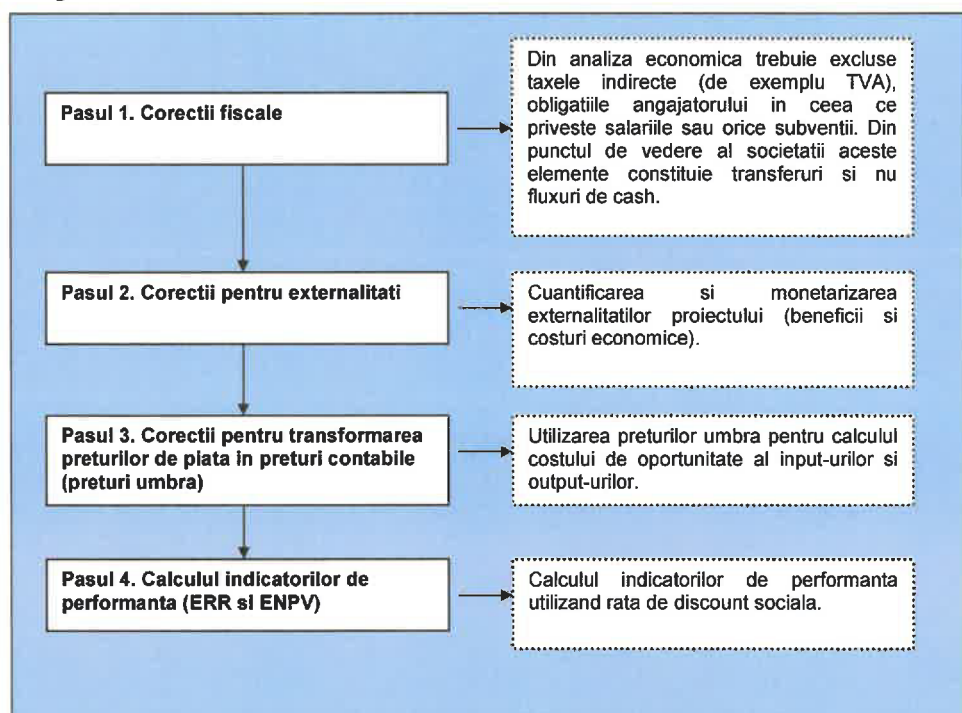 Pasul 1. Corectii fiscale
Din analiza economica trebuie excluse
taxele indirecte (de exemplu TVA),
obligatiile angajatorului in ceea ce
priveste salariile sau orice subventii. Din
punctul de vedere al societatii aceste
elemente constituie transferuri si nu
fluxuri de cash.
Pasul 2. Corectii pentru externalitati
Cuantificarea si monetarizarea
externalitatilor proiectului (beneficii si
costuri economice).
Pasul 3. Corectii pentru transformarea
preturilor de piata in preturi contabile
(preturi umbra)
Utilizarea preturilor umbra pentru calculul
costului de oportunitate al input-urilor si
output-urilor.
Pasul 4. Calculul indicatorilor de
performanta (ERR si ENPV)
Calculul indicatorilor de performanta
utilizand rata de discount sociala.